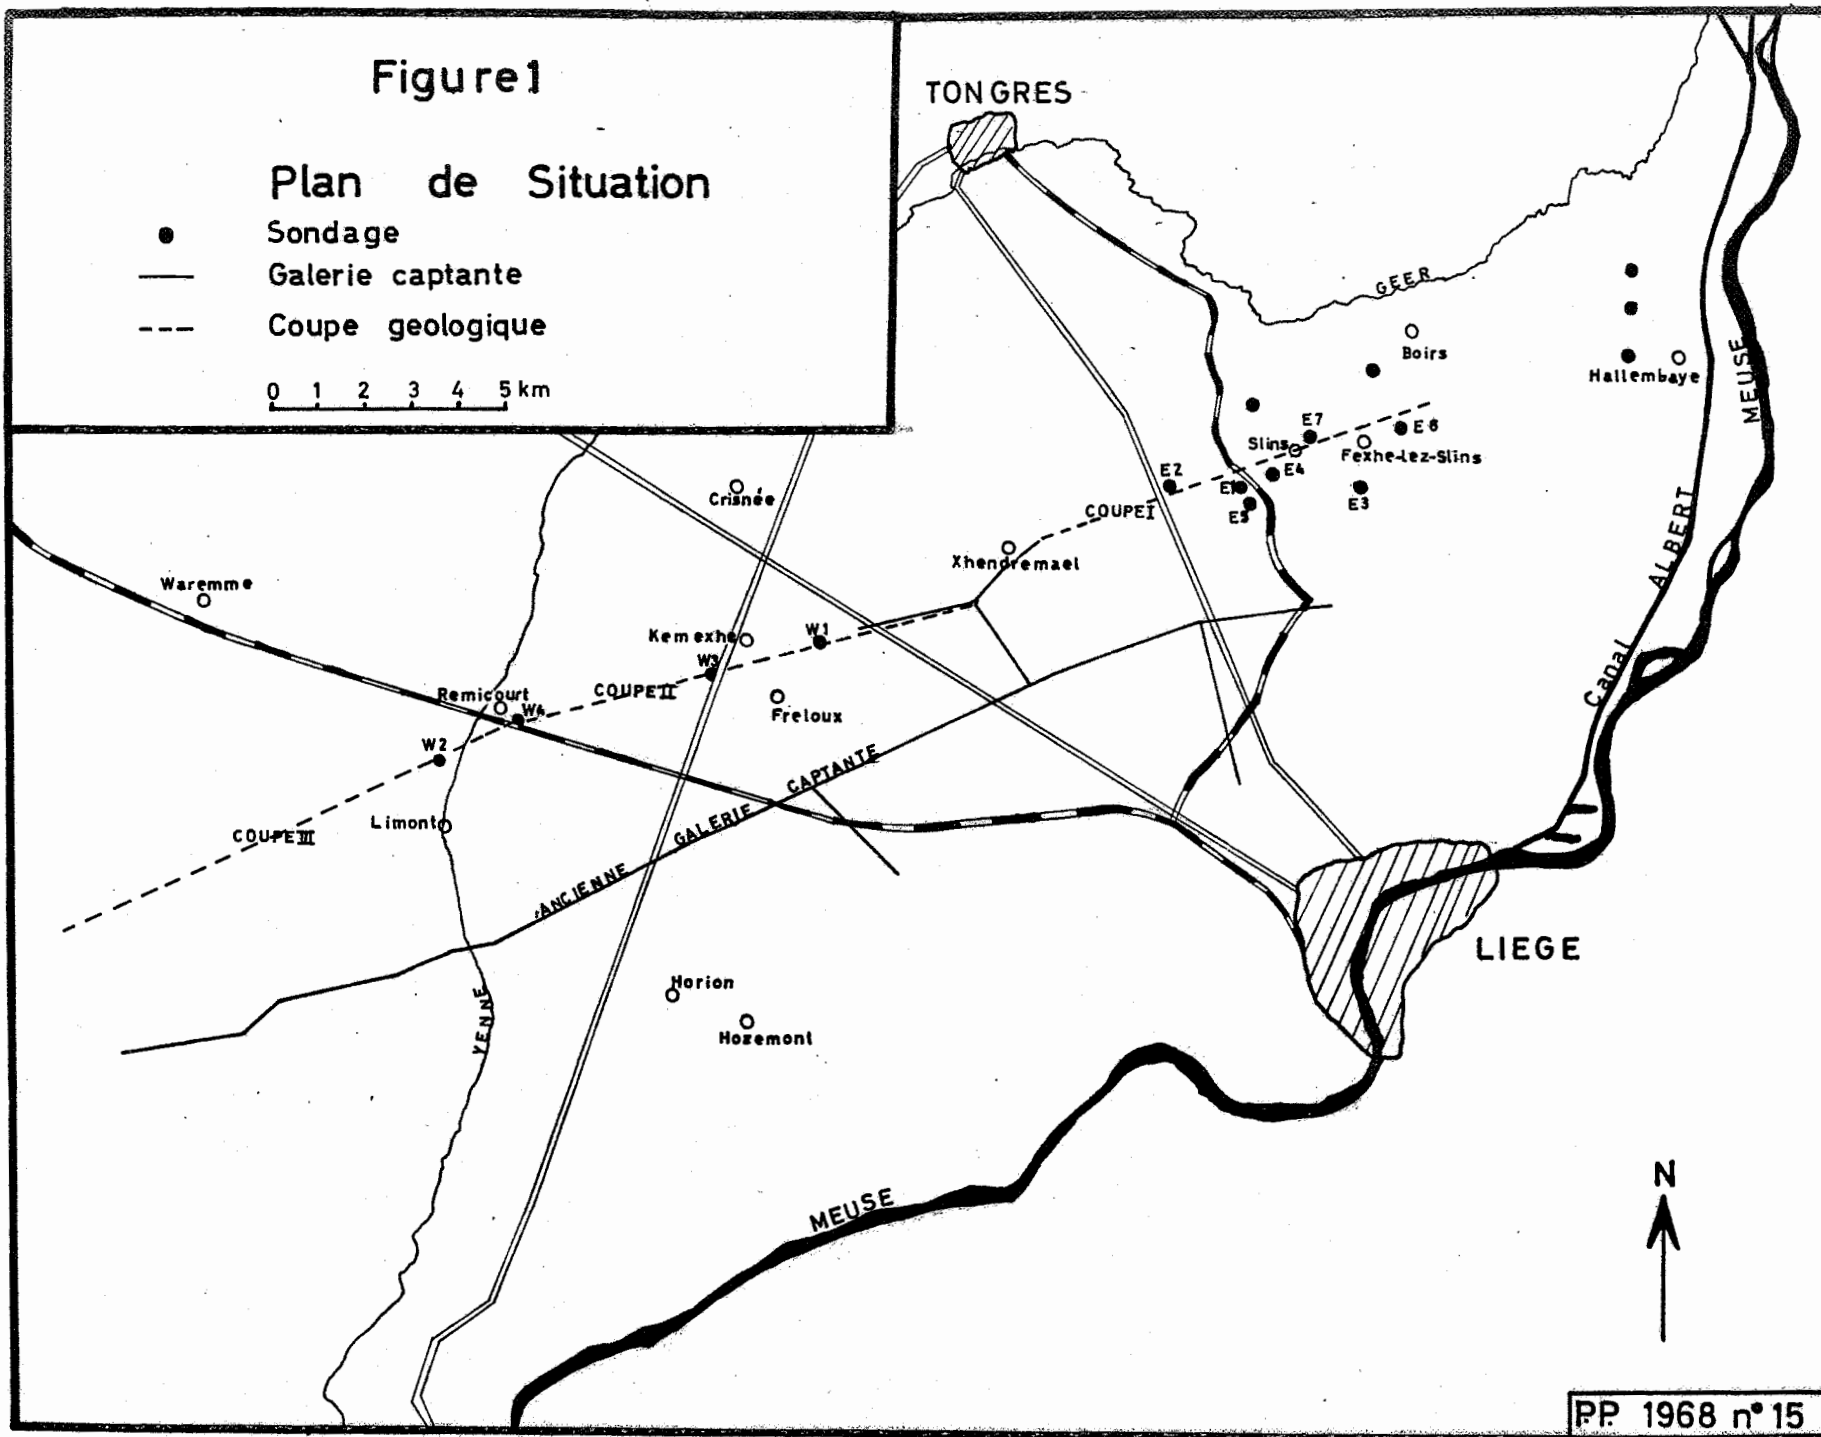 Figure 1
Plan de Situation
Sondage
Galerie captante
Coupe geologique
0 1 2 3 4 5 km
TONGRES
GEER
Boirs
Hallembaye
MEUSE
E7
E6
Slins
Fexhe-Lez-Slins
E2
E4
E1
E3
E5
Crisnée
COUPE I
Canal ALBERT
Xhendremael
Waremme
Kemexhe
W1
W3
Remicourt
COUPE II
W4
Freloux
W2
COUPE III
Limont
ANCIENNE GALERIE CAPTANTE
LIEGE
Horion
YENNE
Hozemont
MEUSE
N
P.P. 1968 n° 15